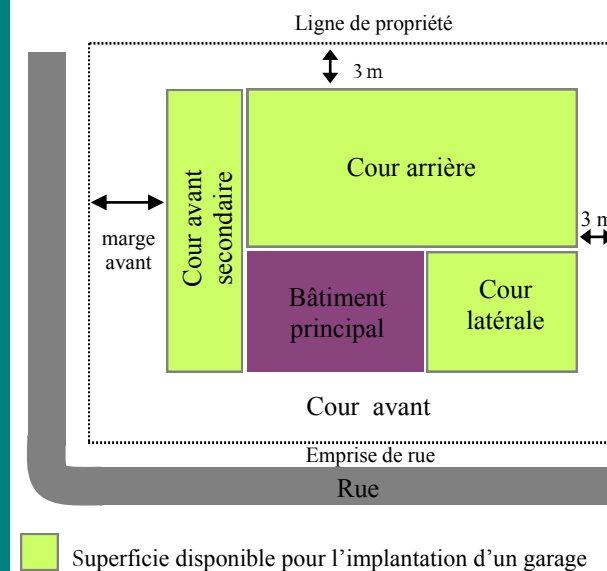 Ligne de propriété
3 m
Cour arrière
Cour avant
secondaire
marge
avant
3 m
Bâtiment
principal
Cour
latérale
Cour avant
Emprise de rue
Rue
Superficie disponible pour l’implantation d’un garage